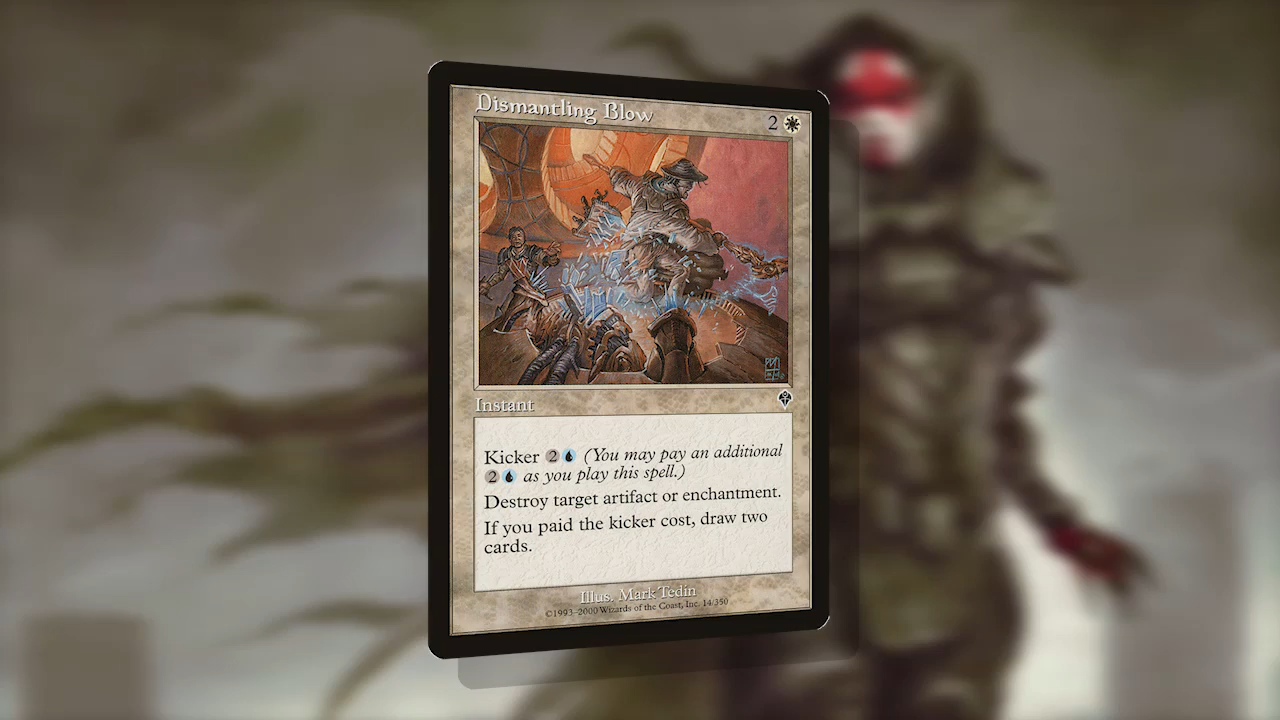 Dismantling Blow
2
Instant
Kicker 2 (You may pay an additional
2 as you play this spell.)
Destroy target artifact or enchantment.
If you paid the kicker cost, draw two
cards.
Illus. Mark Tedin
©1993–2000 Wizards of the Coast, Inc. 14/350